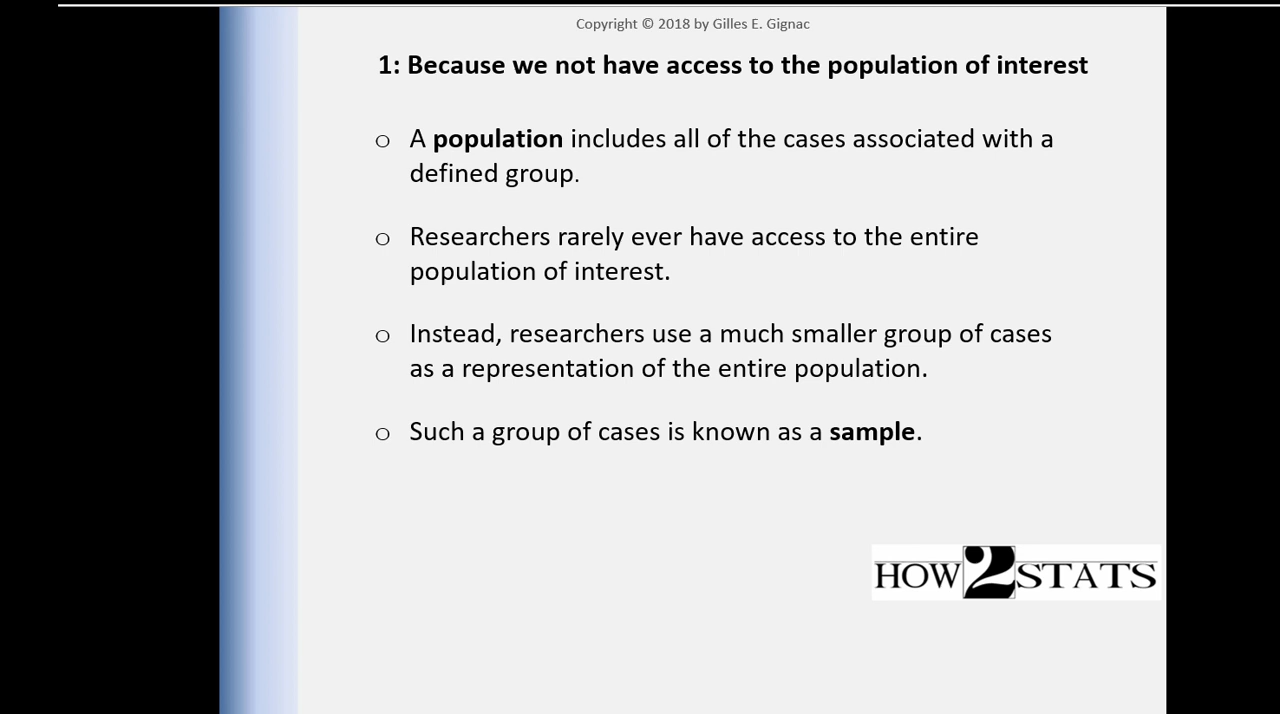 Copyright © 2018 by Gilles E. Gignac
1: Because we not have access to the population of interest
o A population includes all of the cases associated with a
defined group.
o Researchers rarely ever have access to the entire
population of interest.
o Instead, researchers use a much smaller group of cases
as a representation of the entire population.
o Such a group of cases is known as a sample.
HOW2STATS